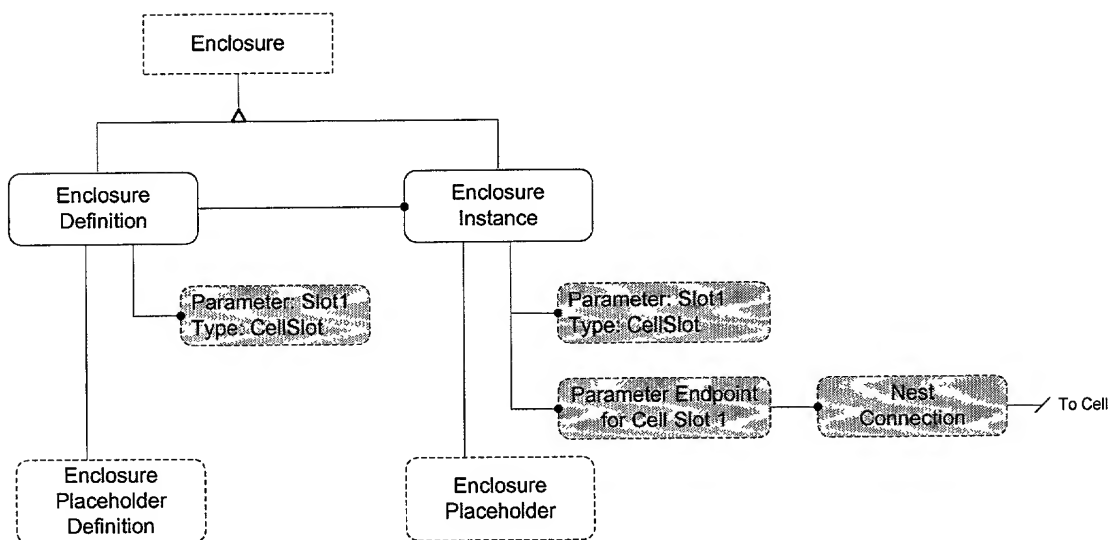 Enclosure
Enclosure
Definition
Enclosure
Instance
Parameter: Slot1
Type: CellSlot
Parameter: Slot1
Type: CellSlot
Parameter Endpoint
for Cell Slot 1
Nest
Connection
To Cell
Enclosure
Placeholder
Definition
Enclosure
Placeholder